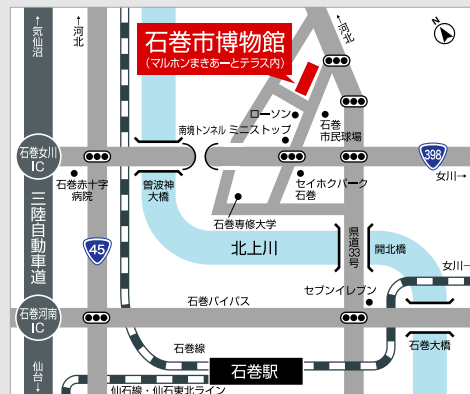 ↑気仙沼
↑河北
石巻市博物館
（マルホンまきあーとテラス内）
↑河北
N
ローソン
石巻
市民球場
南境トンネル
ミニストップ
石巻女川
IC
398
女川→
石巻赤十字
病院
曽波神
大橋
セイホクパーク
石巻
石巻専修大学
三陸自動車道
45
北上川
県道33号
開北橋
女川→
セブンイレブン
石巻河南
IC
石巻バイパス
石巻線
石巻大橋
石巻駅
仙台↓
仙石線・仙石東北ライン